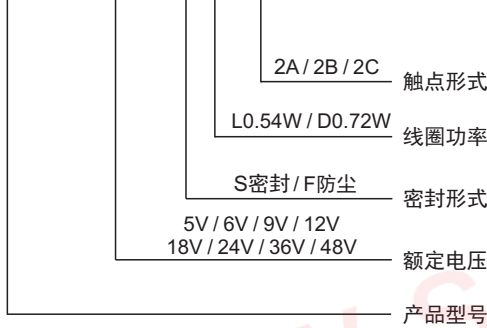 2A / 2B / 2C
触点形式
L0.54W / D0.72W
线圈功率
S密封 / F防尘
密封形式
5V / 6V / 9V / 12V
18V / 24V / 36V / 48V
额定电压
产品型号